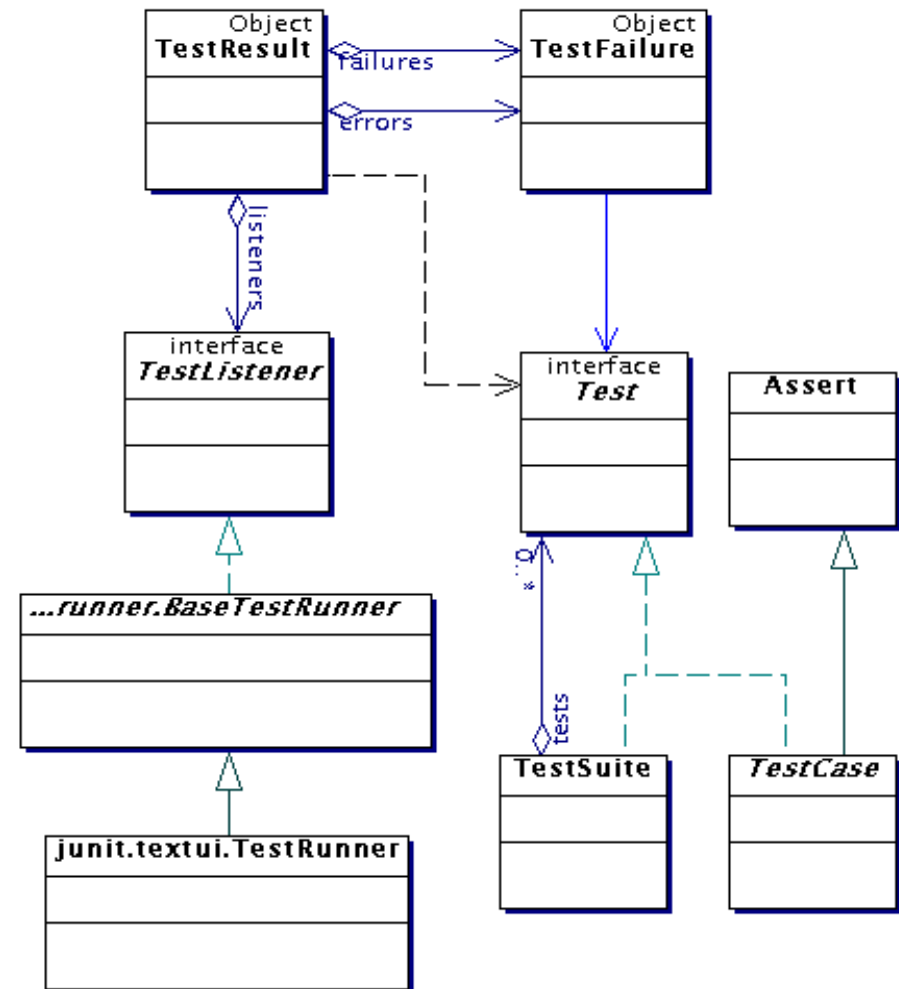 Object
TestResult
Object
TestFailure
failures
errors
listeners
interface
TestListener
interface
Test
Assert
0...*
...runner.BaseTestRunner
tests
TestSuite
TestCase
junit.textui.TestRunner